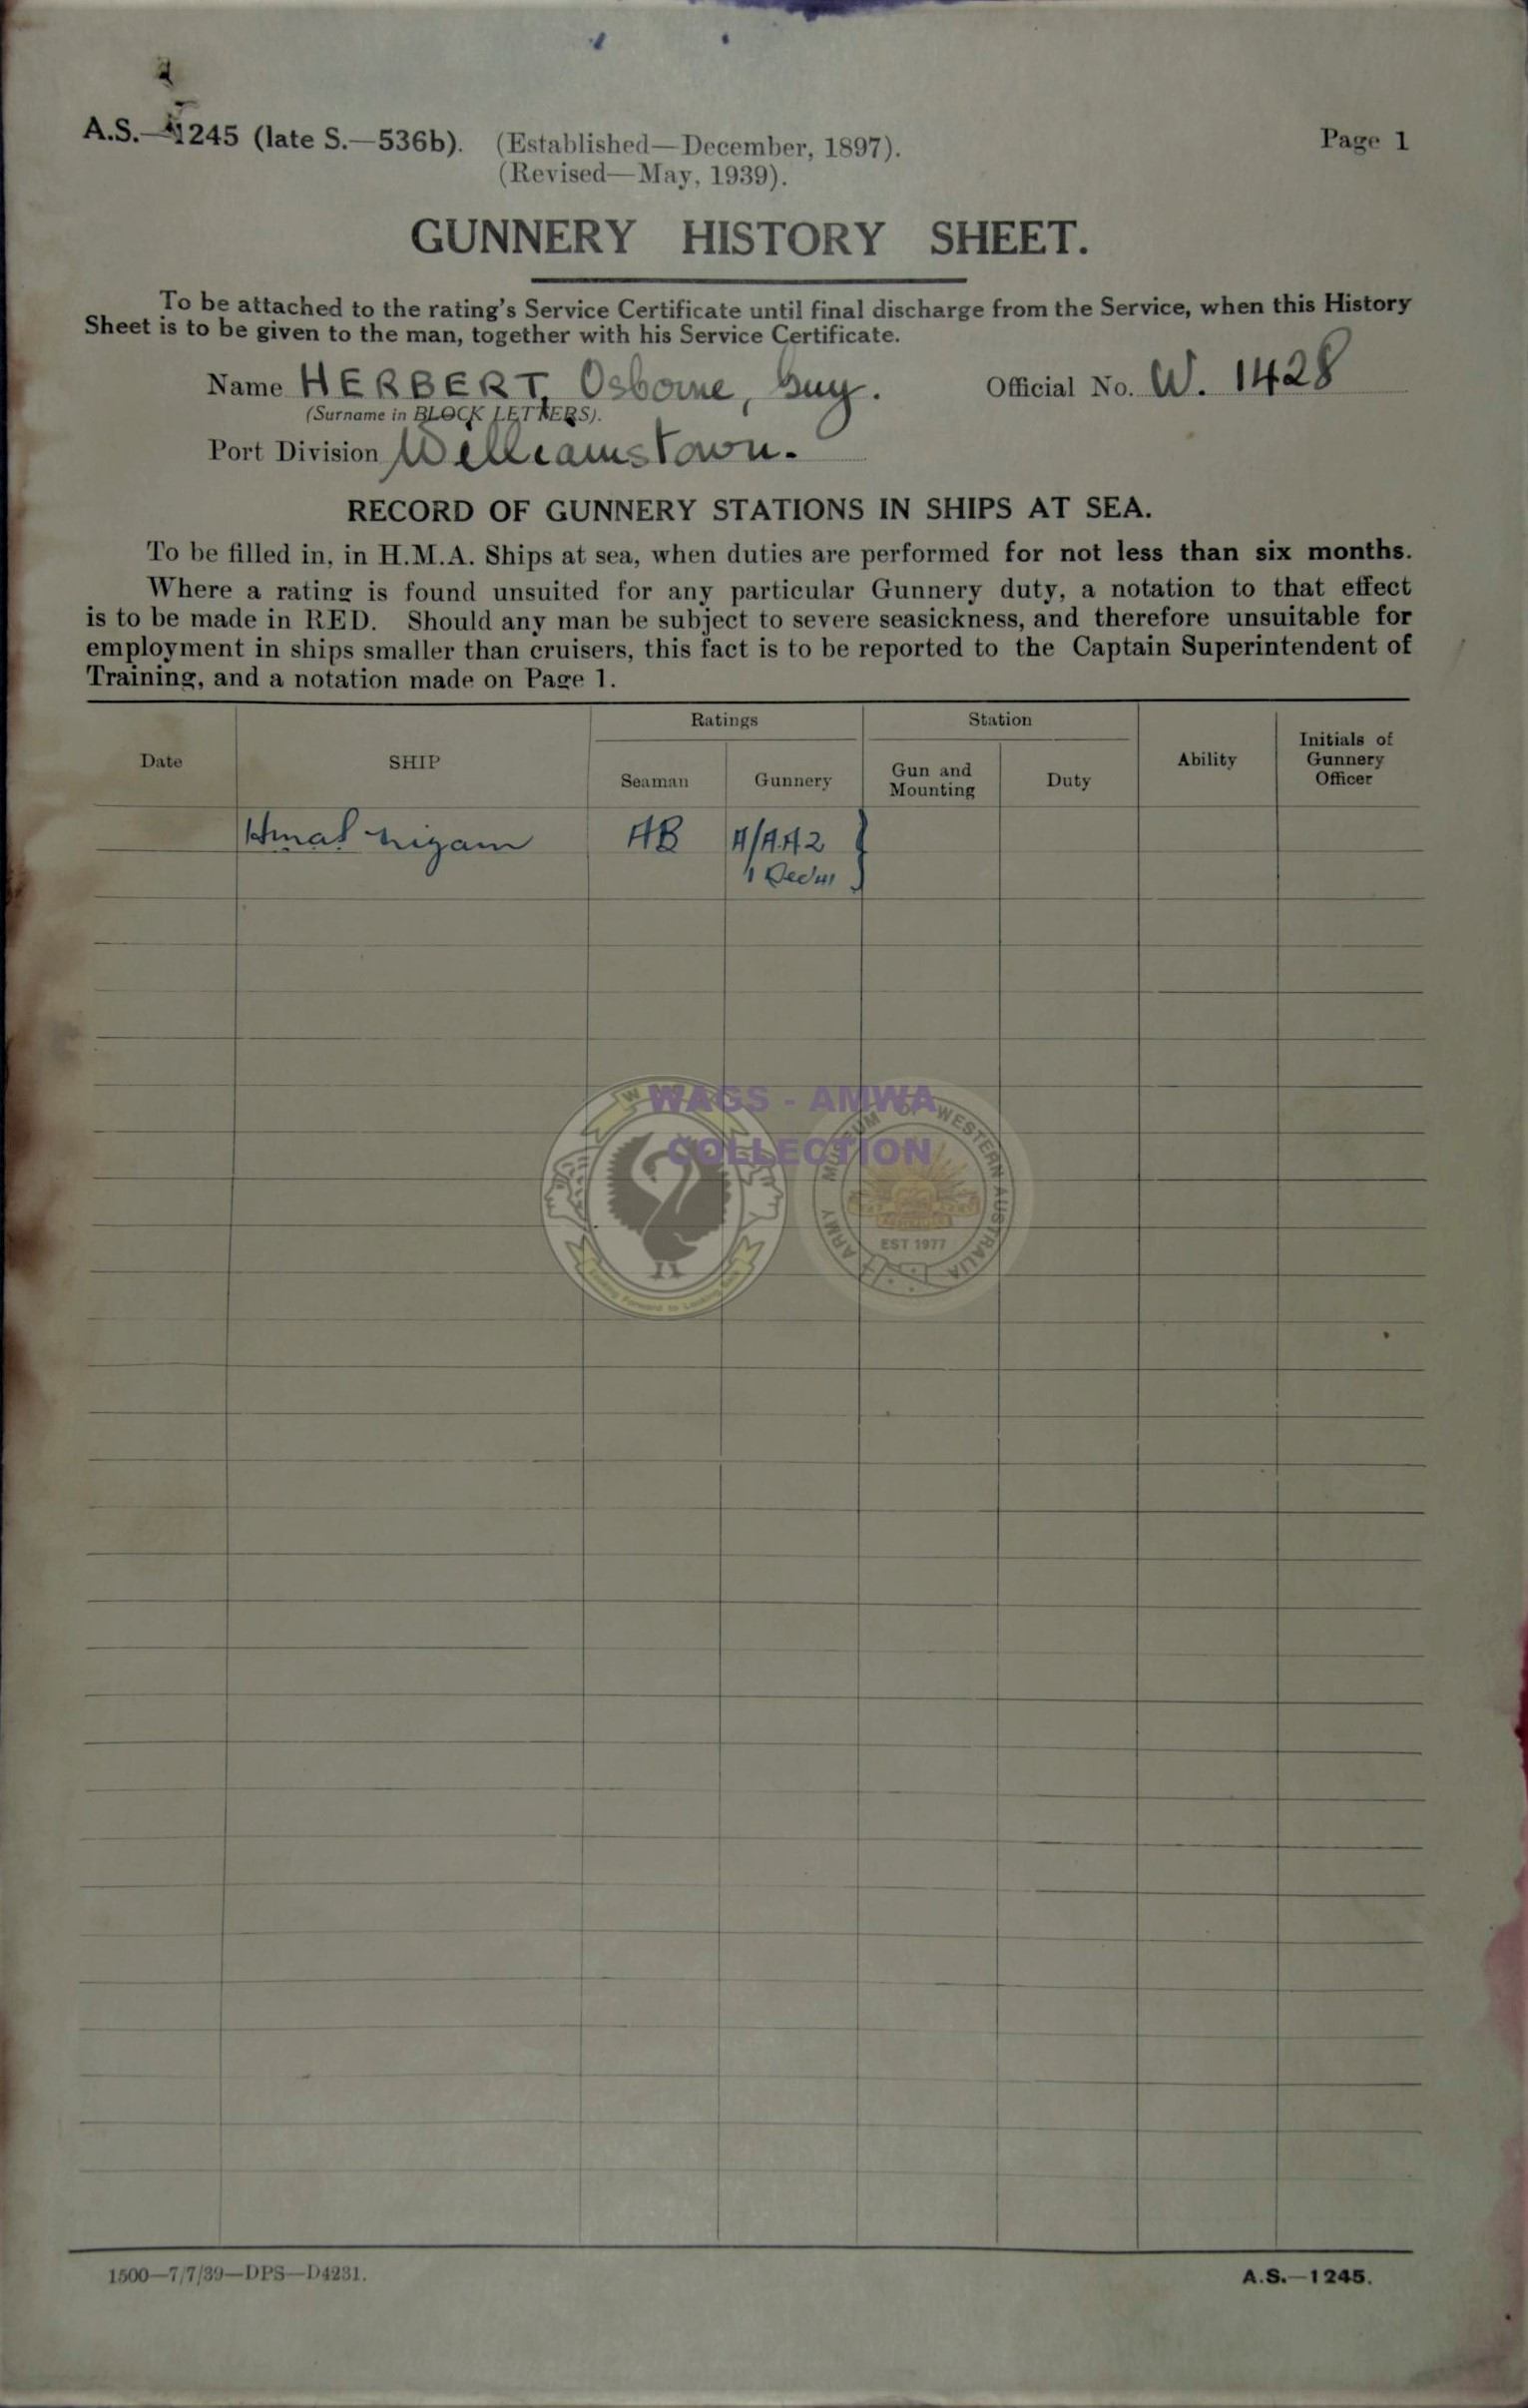 A.S.—1245 (late S.—536b). (Established—December, 1897). Page 1
(Revised—May, 1939).
GUNNERY HISTORY SHEET.
To be attached to the rating's Service Certificate until final discharge from the Service, when this History
Sheet is to be given to the man, together with his Service Certificate.
Name HERBERT, Osborne, Guy. Official No. W. 1428
(Surname in BLOCK LETTERS).
Port Division Williamstown.
RECORD OF GUNNERY STATIONS IN SHIPS AT SEA.
To be filled in, in H.M.A. Ships at sea, when duties are performed for not less than six months.
Where a rating is found unsuited for any particular Gunnery duty, a notation to that effect
is to be made in RED. Should any man be subject to severe seasickness, and therefore unsuitable for
employment in ships smaller than cruisers, this fact is to be reported to the Captain Superintendent of
Training, and a notation made on Page 1.
Ratings Station
Date SHIP Seaman Gunnery Gun and Mounting Duty Ability Initials of Gunnery Officer
Hmas nizam AB A/AA2
WAGS - AMWA
COLLECTION
ARMY MUSEUM OF WESTERN AUSTRALIA
EST 1977
1500—7/7/39—DPS—D4231. A.S.—1245.